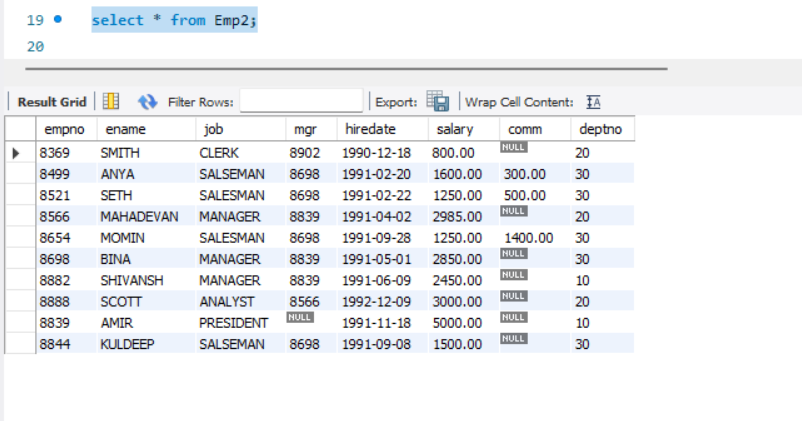 19 select * from Emp2;
20
Result Grid Filter Rows: Export: Wrap Cell Content: IA
empno ename job mgr hiredate salary comm deptno
8369 SMITH CLERK 8902 1990-12-18 800.00 NULL 20
8499 ANYA SALSEMAN 8698 1991-02-20 1600.00 300.00 30
8521 SETH SALESMAN 8698 1991-02-22 1250.00 500.00 30
8566 MAHADEVAN MANAGER 8839 1991-04-02 2985.00 NULL 20
8654 MOMIN SALESMAN 8698 1991-09-28 1250.00 1400.00 30
8698 BINA MANAGER 8839 1991-05-01 2850.00 NULL 30
8882 SHIVANSH MANAGER 8839 1991-06-09 2450.00 NULL 10
8888 SCOTT ANALYST 8566 1992-12-09 3000.00 NULL 20
8839 AMIR PRESIDENT NULL 1991-11-18 5000.00 NULL 10
8844 KULDEEP SALSEMAN 8698 1991-09-08 1500.00 NULL 30